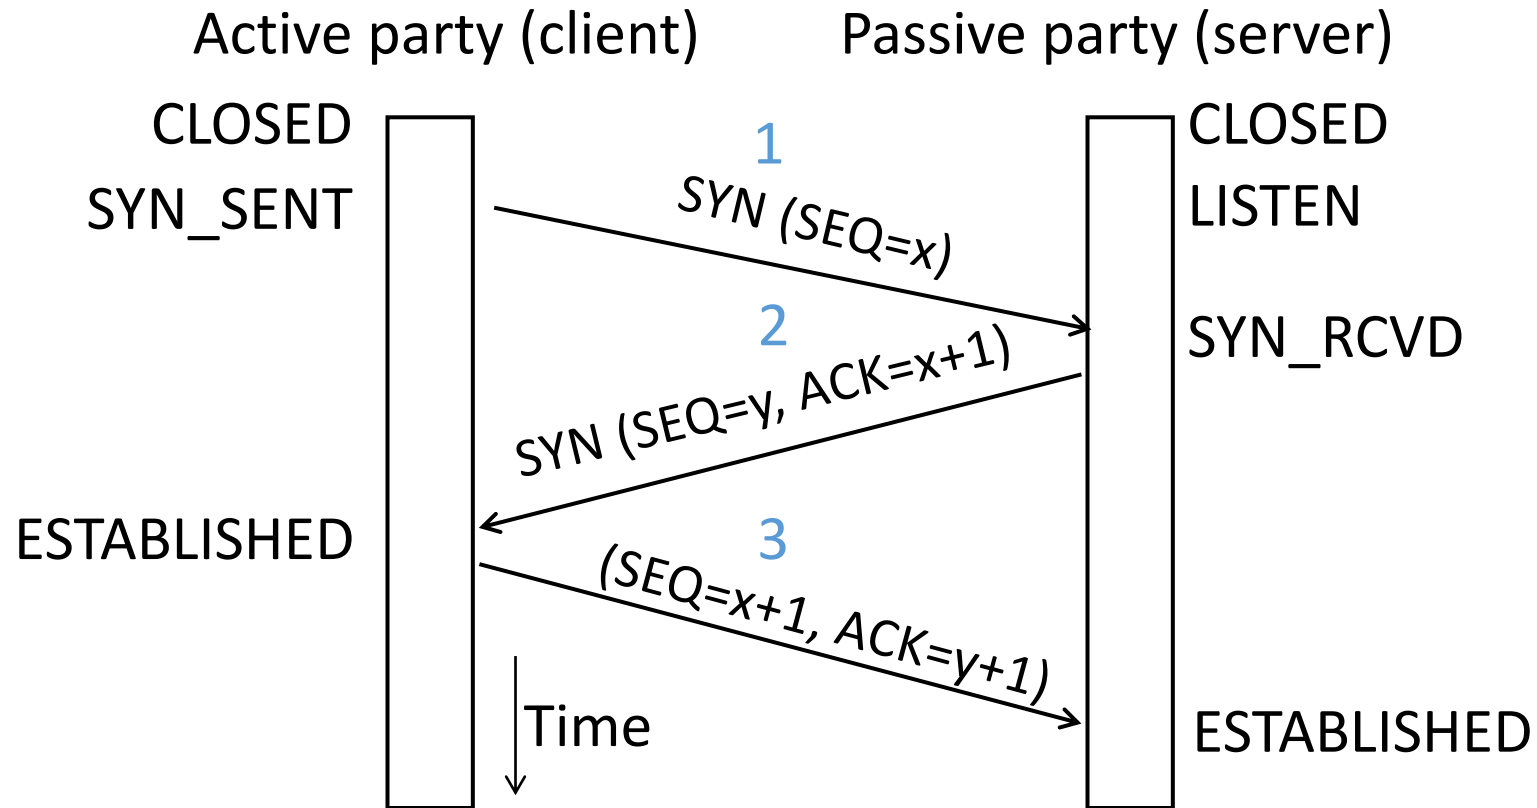 Active party (client)
Passive party (server)
CLOSED
CLOSED
1
SYN_SENT
SYN (SEQ=x)
LISTEN
2
SYN_RCVD
SYN (SEQ=y, ACK=x+1)
ESTABLISHED
3
(SEQ=x+1, ACK=y+1)
Time
ESTABLISHED